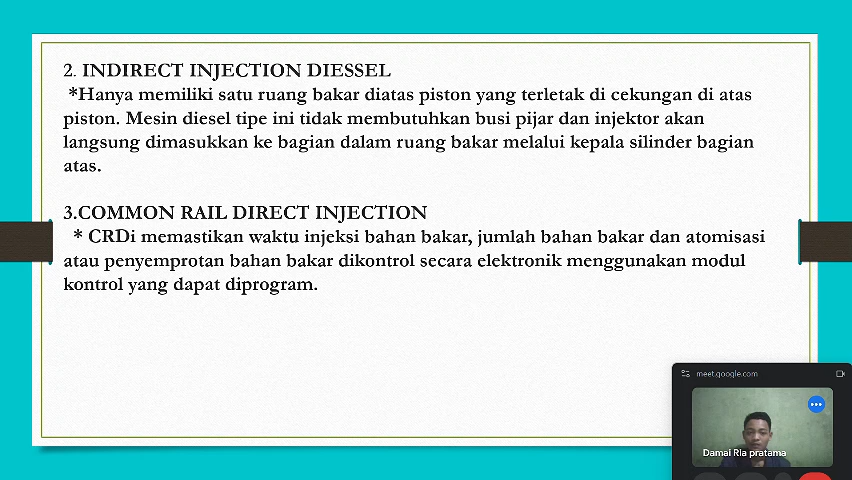 2. INDIRECT INJECTION DIESSEL
*Hanya memiliki satu ruang bakar diatas piston yang terletak di cekungan di atas
piston. Mesin diesel tipe ini tidak membutuhkan busi pijar dan injektor akan
langsung dimasukkan ke bagian dalam ruang bakar melalui kepala silinder bagian
atas.
3.COMMON RAIL DIRECT INJECTION
* CRDi memastikan waktu injeksi bahan bakar, jumlah bahan bakar dan atomisasi
atau penyemprotan bahan bakar dikontrol secara elektronik menggunakan modul
kontrol yang dapat diprogram.
meet.google.com
Damai Ria pratama